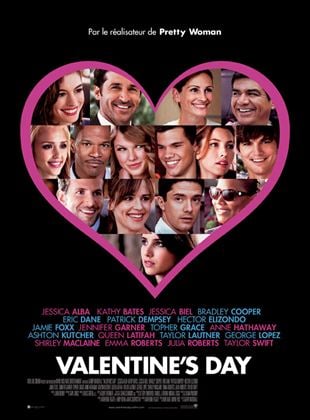 Par le réalisateur de Pretty Woman
JESSICA ALBA KATHY BATES JESSICA BIEL BRADLEY COOPER
ERIC DANE PATRICK DEMPSEY HECTOR ELIZONDO
JAMIE FOXX JENNIFER GARNER TOPHER GRACE ANNE HATHAWAY
ASHTON KUTCHER QUEEN LATIFAH TAYLOR LAUTNER GEORGE LOPEZ
SHIRLEY MACLAINE EMMA ROBERTS JULIA ROBERTS TAYLOR SWIFT
VALENTINE'S DAY